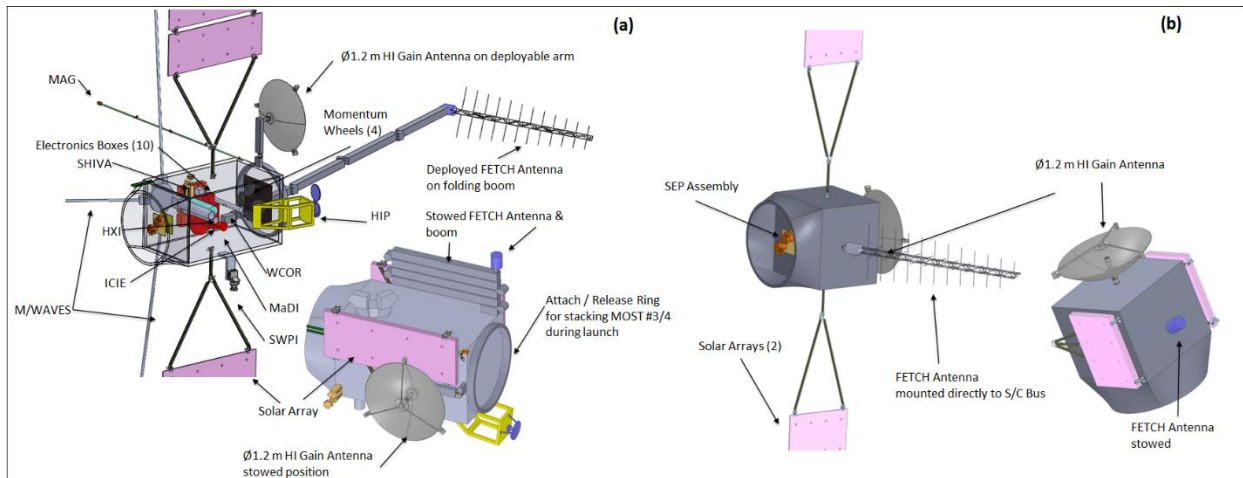 (a)
Ø1.2 m HI Gain Antenna on deployable arm
MAG
Momentum
Wheels (4)
Electronics Boxes (10)
SHIVA
Deployed FETCH Antenna
on folding boom
HIP
HXI
Stowed FETCH Antenna &
boom
ICIE
WCOR
MaDI
M/WAVES
SWPI
Attach / Release Ring
for stacking MOST #3/4
during launch
Solar Array
Ø1.2 m HI Gain Antenna
stowed position
(b)
Ø1.2 m HI Gain Antenna
SEP Assembly
Solar Arrays (2)
FETCH Antenna
mounted directly to S/C Bus
FETCH Antenna
stowed